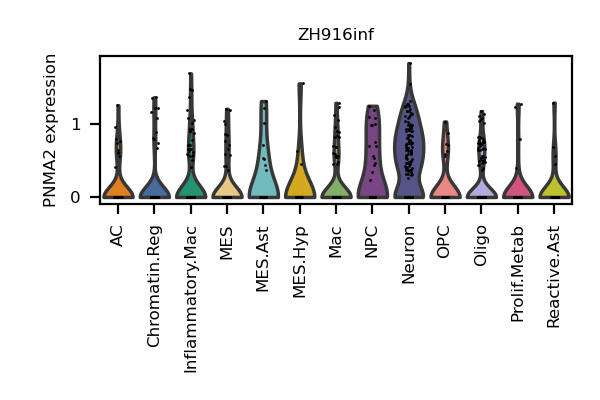 ZH916inf
PNMA2 expression
1
0
AC
Chromatin.Reg
Inflammatory.Mac
MES
MES.Ast
MES.Hyp
Mac
NPC
Neuron
OPC
Oligo
Prolif.Metab
Reactive.Ast